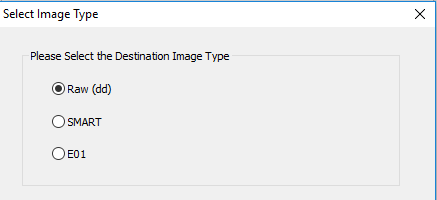 Select Image Type
Please Select the Destination Image Type
Raw (dd)
SMART
E01